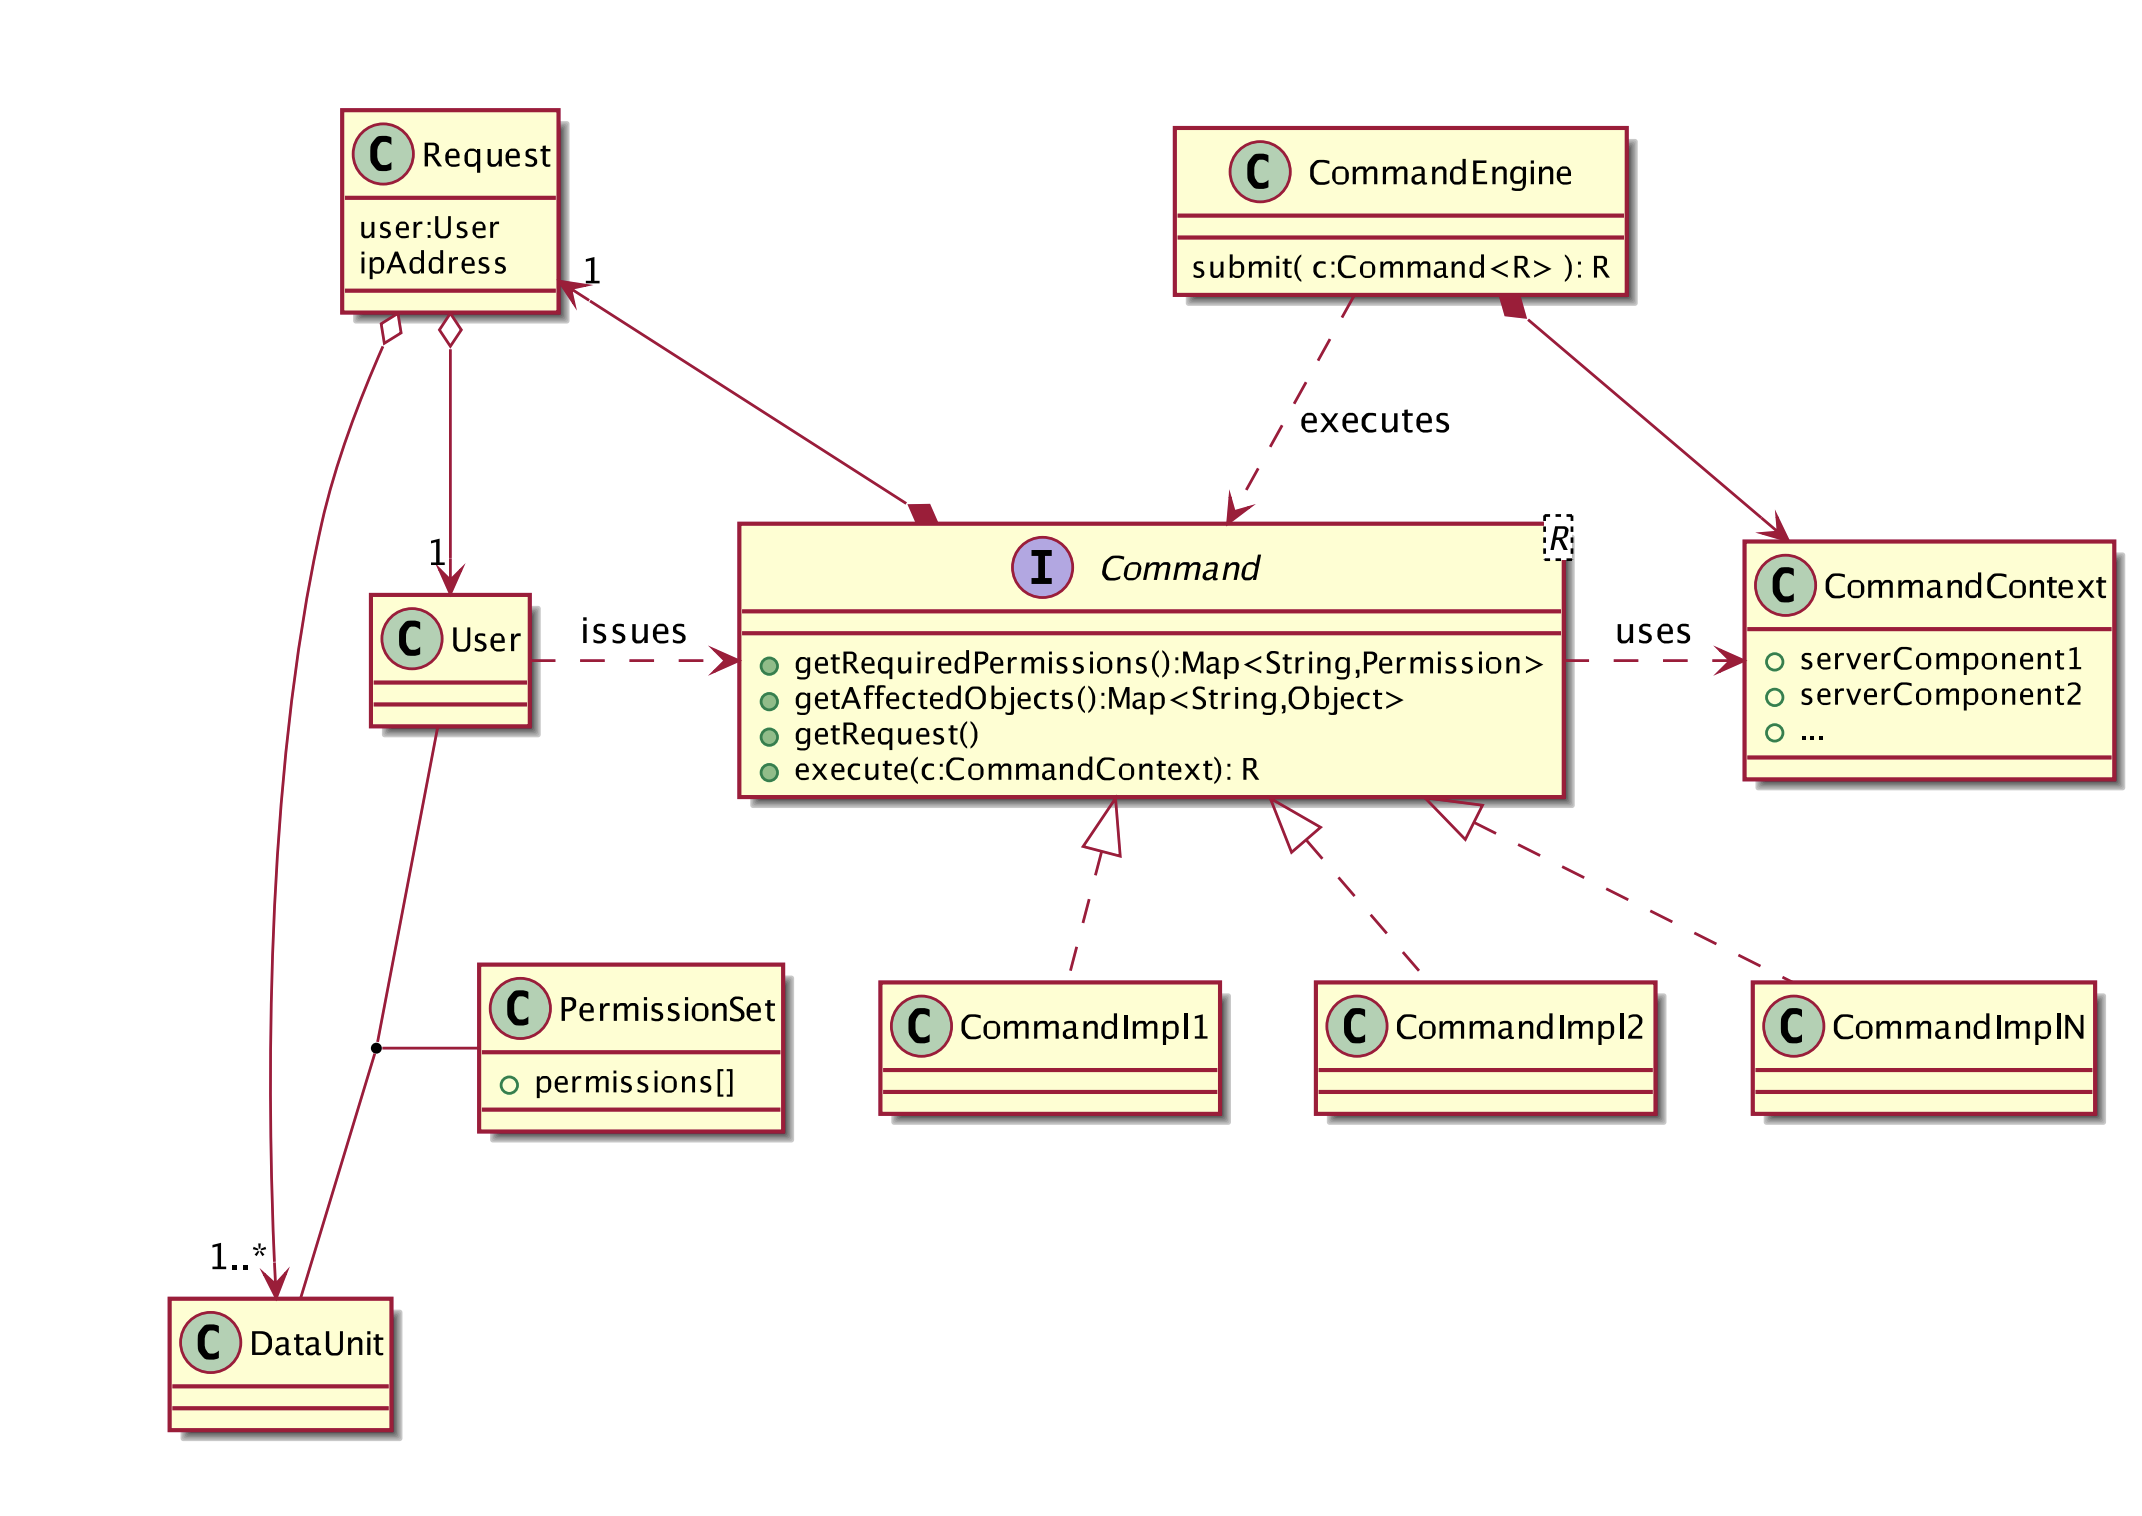 C Request
user:User
ipAddress
1
C CommandEngine
submit( c:Command<R> ): R
executes
1
C User
issues
R
I Command
getRequiredPermissions():Map<String,Permission>
getAffectedObjects():Map<String,Object>
getRequest()
execute(c:CommandContext): R
uses
C CommandContext
serverComponent1
serverComponent2
...
C PermissionSet
permissions[]
C CommandImpl1
C CommandImpl2
C CommandImplN
1..*
C DataUnit